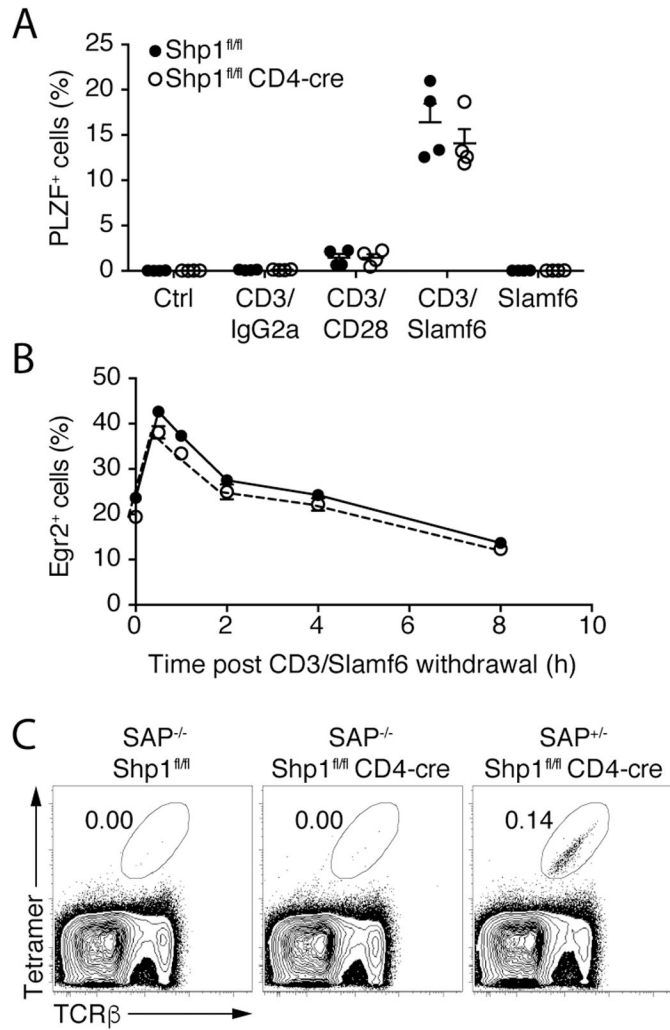 A
Shp1fl/fl
Shp1fl/fl CD4-cre
PLZF+ cells (%)
25
20
15
10
5
0
Ctrl
CD3/
IgG2a
CD3/
CD28
CD3/
Slamf6
Slamf6
B
Egr2+ cells (%)
50
40
30
20
10
0
0 2 4 6 8 10
Time post CD3/Slamf6 withdrawal (h)
C
SAP-/-
Shp1fl/fl
SAP-/-
Shp1fl/fl CD4-cre
SAP+/-
Shp1fl/fl CD4-cre
0.00
0.00
0.14
Tetramer
TCRβ